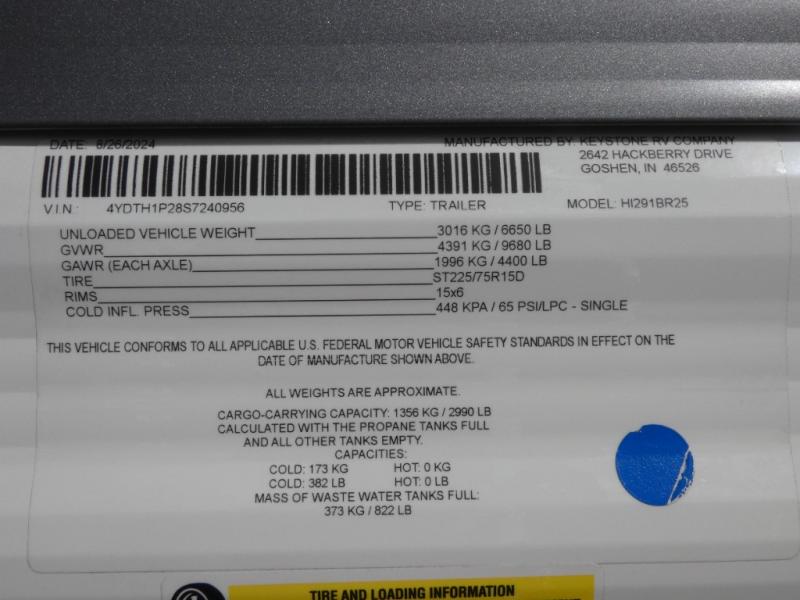 DATE: 8/26/2024
MANUFACTURED BY: KEYSTONE RV COMPANY
2642 HACKBERRY DRIVE
GOSHEN, IN 46526
V.I.N.: 4YDTH1P28S7240956 TYPE: TRAILER MODEL: HI291BR25
UNLOADED VEHICLE WEIGHT 3016 KG / 6650 LB
GVWR 4391 KG / 9680 LB
GAWR (EACH AXLE) 1996 KG / 4400 LB
TIRE ST225/75R15D
RIMS 15x6
COLD INFL. PRESS 448 KPA / 65 PSI/LPC - SINGLE
THIS VEHICLE CONFORMS TO ALL APPLICABLE U.S. FEDERAL MOTOR VEHICLE SAFETY STANDARDS IN EFFECT ON THE
DATE OF MANUFACTURE SHOWN ABOVE.
ALL WEIGHTS ARE APPROXIMATE.
CARGO-CARRYING CAPACITY: 1356 KG / 2990 LB
CALCULATED WITH THE PROPANE TANKS FULL
AND ALL OTHER TANKS EMPTY.
CAPACITIES:
COLD: 173 KG HOT: 0 KG
COLD: 382 LB HOT: 0 LB
MASS OF WASTE WATER TANKS FULL:
373 KG / 822 LB
TIRE AND LOADING INFORMATION